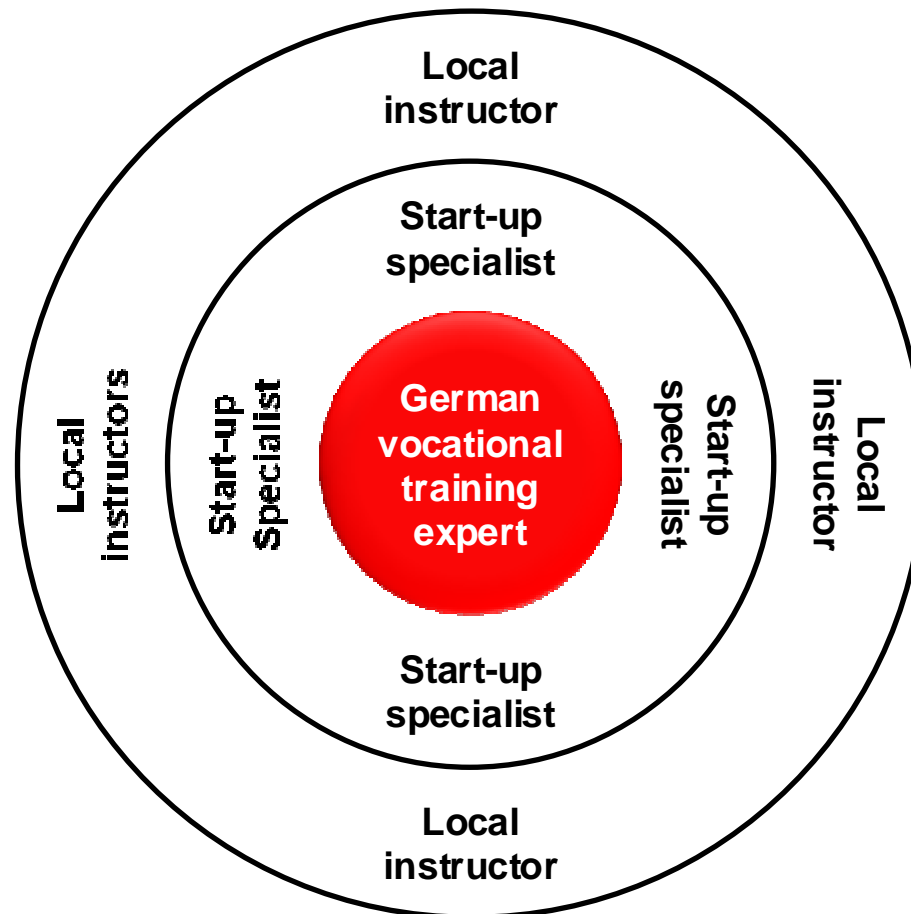 Local
instructor
Start-up
specialist
Local
instructors
Start-up
Specialist
German
vocational
training
expert
Start-up
specialist
Local
instructor
Start-up
specialist
Local
instructor